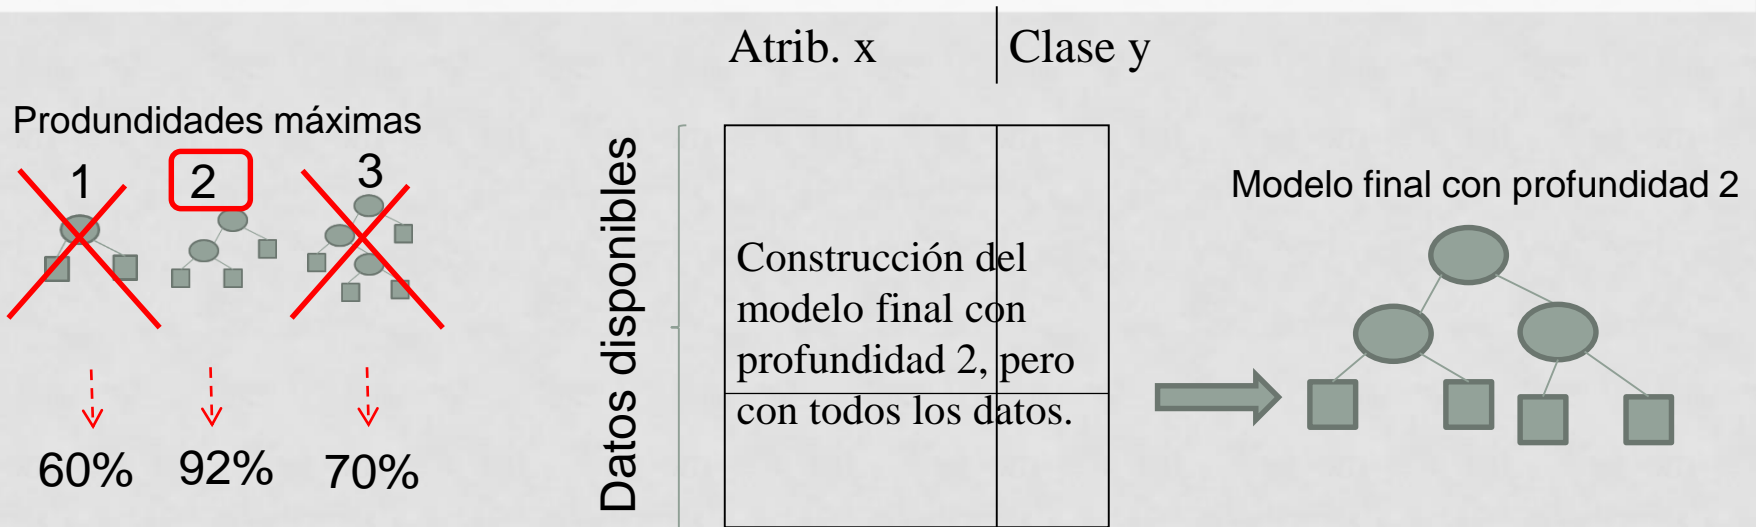 Atrib. x
Clase y
Produndidades máximas
1
2
3
60%
92%
70%
Datos disponibles
Construcción del
modelo final con
profundidad 2, pero
con todos los datos.
Modelo final con profundidad 2